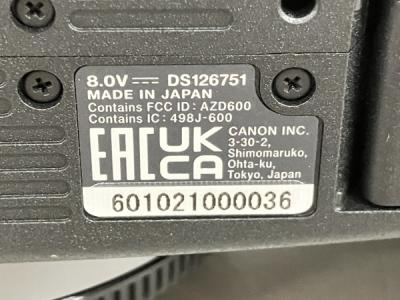 8.0V ⎓ DS126751
MADE IN JAPAN
Contains FCC ID: AZD600
Contains IC: 498J-600
EAC UK CA
CANON INC.
3-30-2,
Shimomaruko,
Ohta-ku,
Tokyo, Japan
601021000036